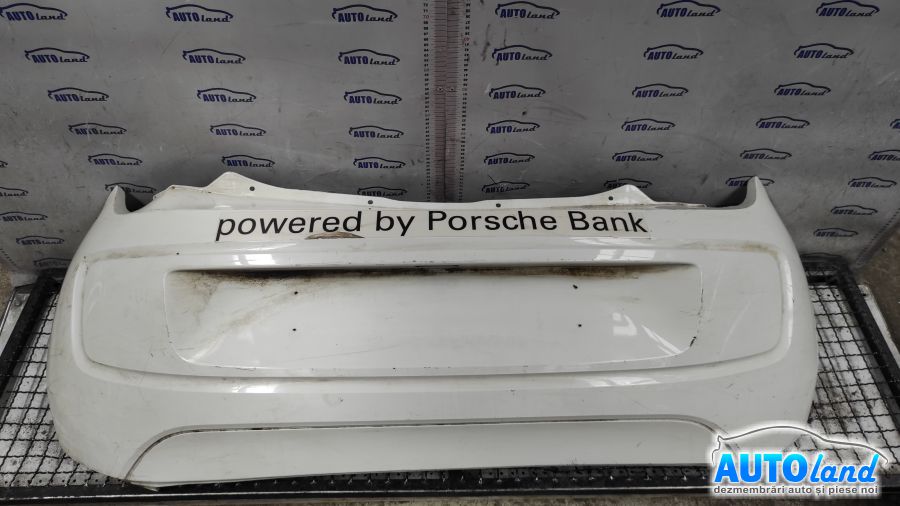 powered by Porsche Bank
AUTOland
dezmembrări auto și piese noi